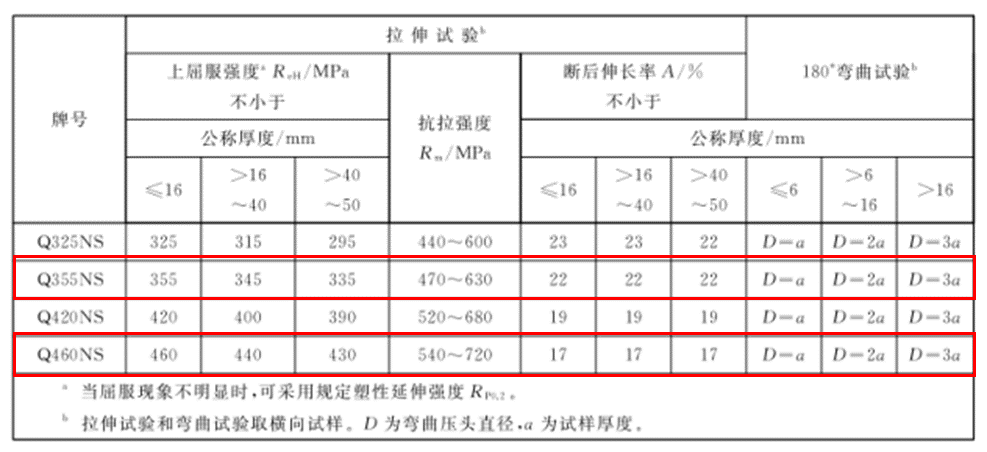 拉伸试验ᵇ
上屈服强度ᵃ ReH/MPa 断后伸长率 A/% 180°弯曲试验ᵇ
不小于 不小于
牌号 抗拉强度
公称厚度/mm Rm/MPa 公称厚度/mm
≤16 >16～40 >40～50 ≤16 >16～40 >40～50 ≤6 >6～16 >16
Q325NS 325 315 295 440～600 23 23 22 D=a D=2a D=3a
Q355NS 355 345 335 470～630 22 22 22 D=a D=2a D=3a
Q420NS 420 400 390 520～680 19 19 19 D=a D=2a D=3a
Q460NS 460 440 430 540～720 17 17 17 D=a D=2a D=3a
ᵃ 当屈服现象不明显时,可采用规定塑性延伸强度 RP0.2。
ᵇ 拉伸试验和弯曲试验取横向试样。D 为弯曲压头直径,a 为试样厚度。